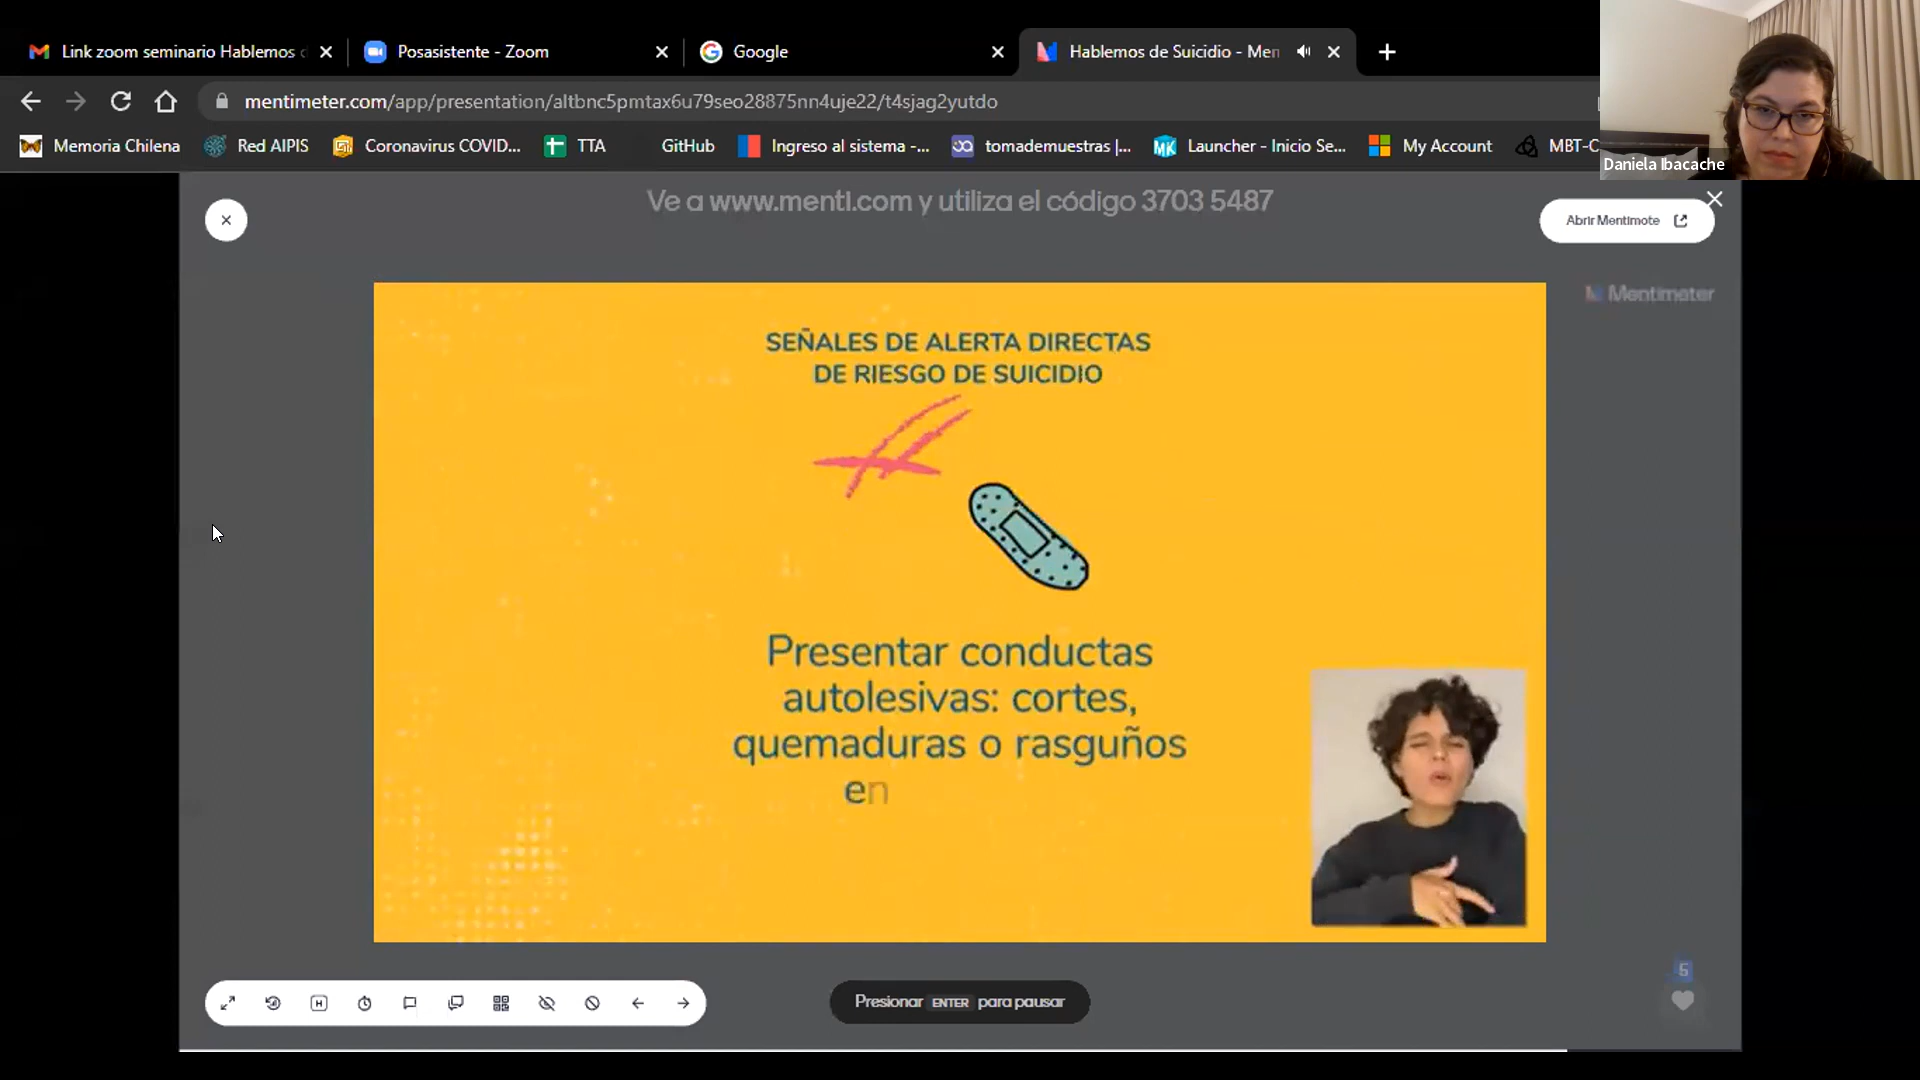 Link zoom seminario Hablemos d
Posasistente - Zoom
Google
Hablemos de Suicidio - Men
mentimeter.com/app/presentation/altbnc5pmtax6u79seo28875nn4uje22/t4sjag2yutdo
Memoria Chilena
Red AIPIS
Coronavirus COVID...
TTA
GitHub
Ingreso al sistema -...
tomademuestras |...
Launcher - Inicio Se...
My Account
MBT-C
Daniela Ibacache
Ve a www.menti.com y utiliza el código 3703 5487
Abrir Mentimote
Mentimeter
SEÑALES DE ALERTA DIRECTAS
DE RIESGO DE SUICIDIO
Presentar conductas
autolesivas: cortes,
quemaduras o rasguños
en
5
Presionar ENTER para pausar